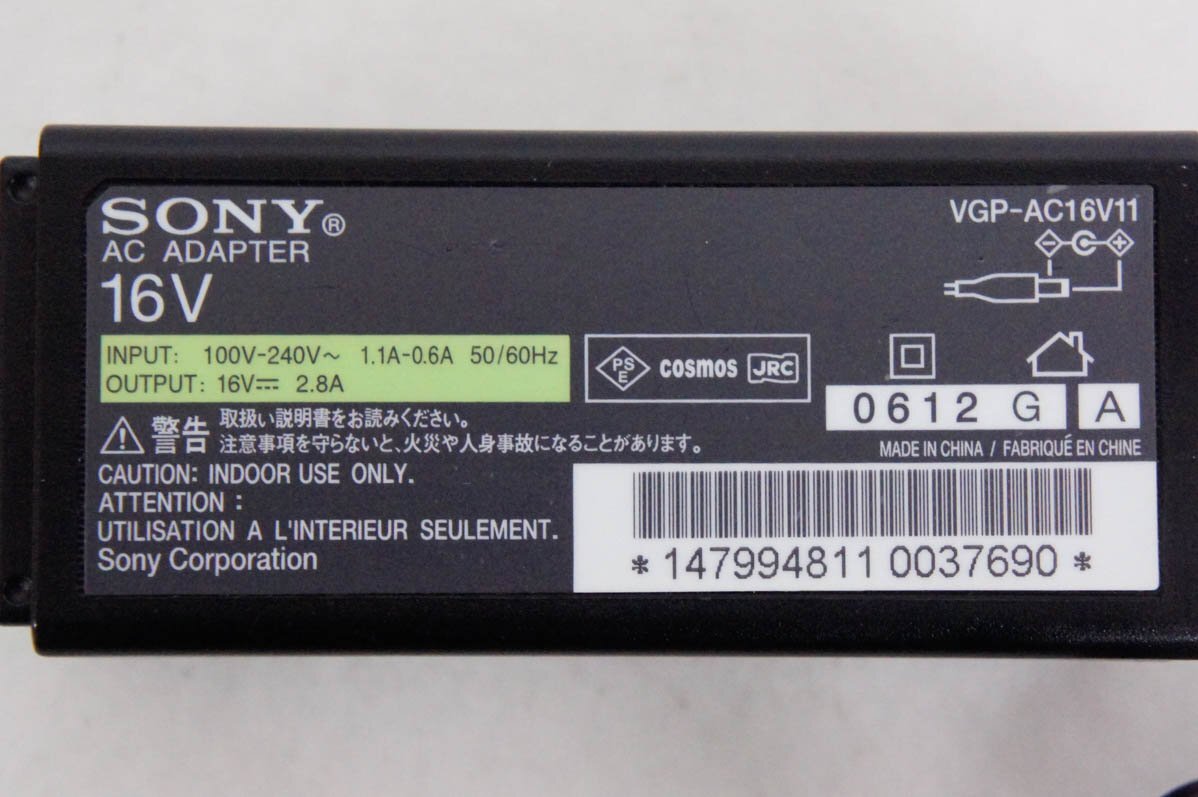 SONY®
AC ADAPTER
16V
VGP-AC16V11
INPUT: 100V-240V~ 1.1A-0.6A 50/60Hz
OUTPUT: 16V⎓ 2.8A
PS
E
cosmos
JRC
0612 G A
警告 取扱い説明書をお読みください。
注意事項を守らないと、火災や人身事故になることがあります。
MADE IN CHINA / FABRIQUÉ EN CHINE
CAUTION: INDOOR USE ONLY.
ATTENTION :
UTILISATION A L'INTERIEUR SEULEMENT.
Sony Corporation
*147994811 0037690*